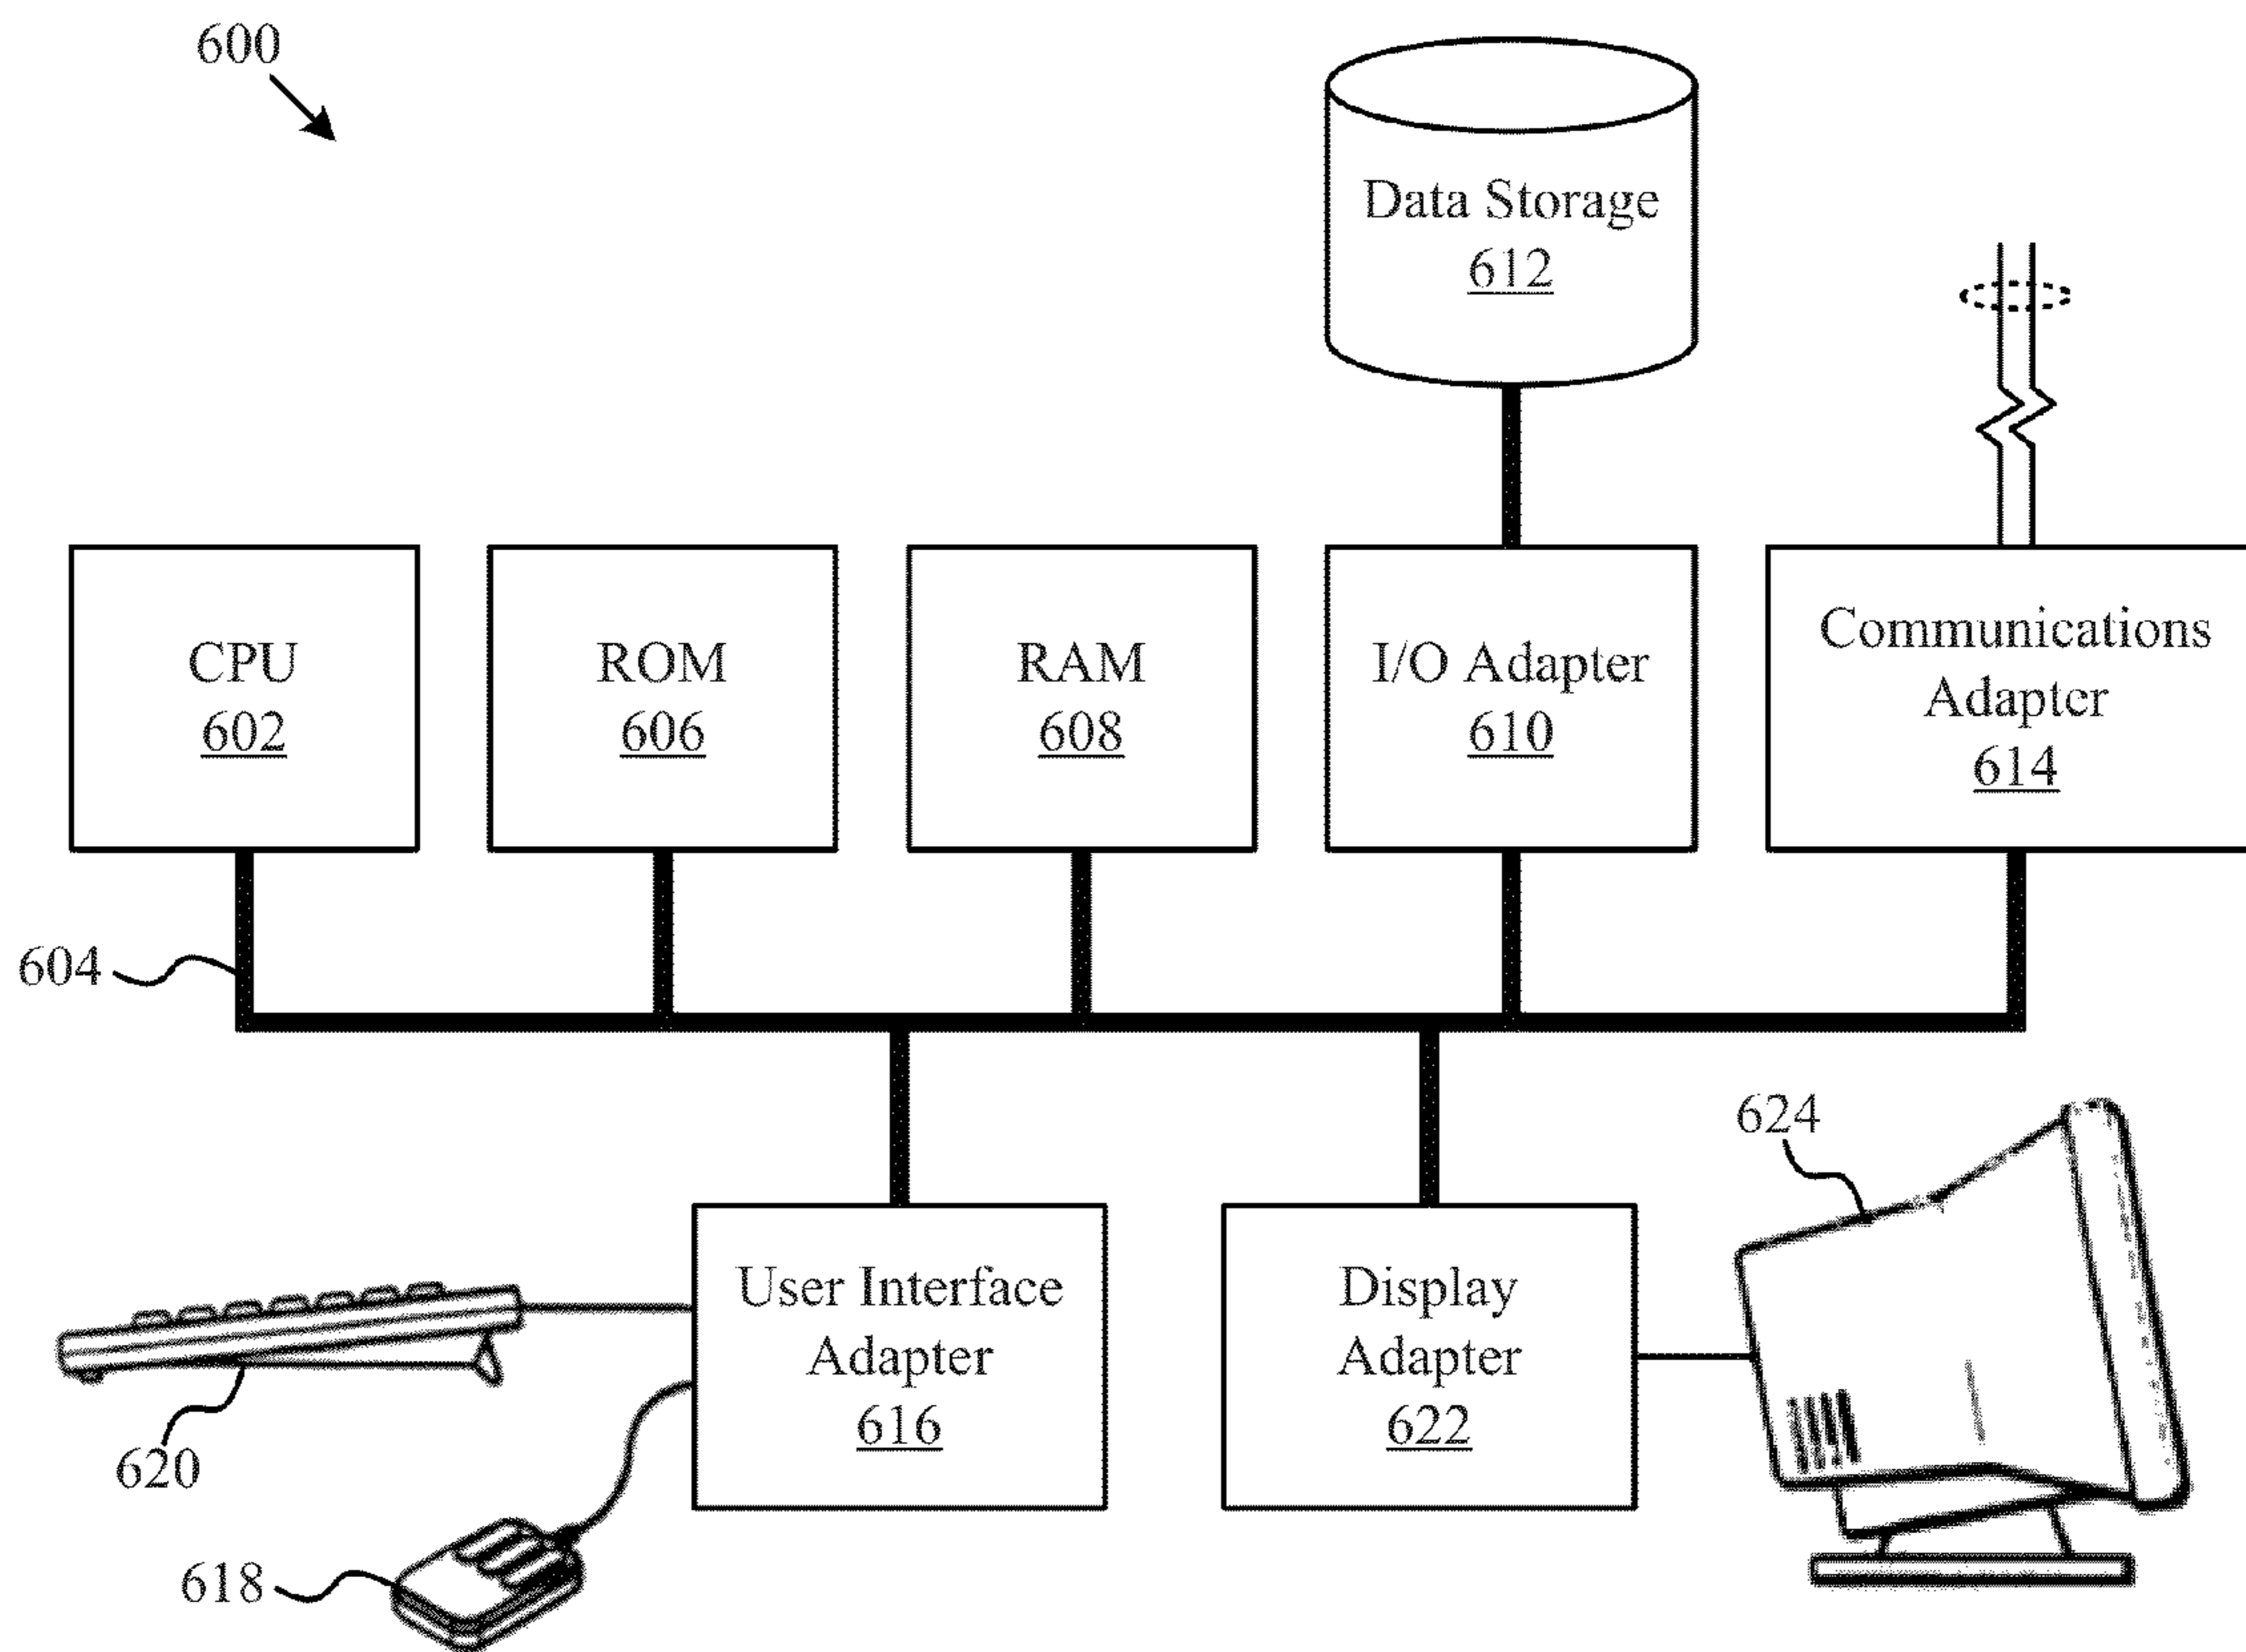 600
Data Storage
612
CPU
602
ROM
606
RAM
608
I/O Adapter
610
Communications
Adapter
614
604
624
User Interface
Adapter
616
Display
Adapter
622
620
618